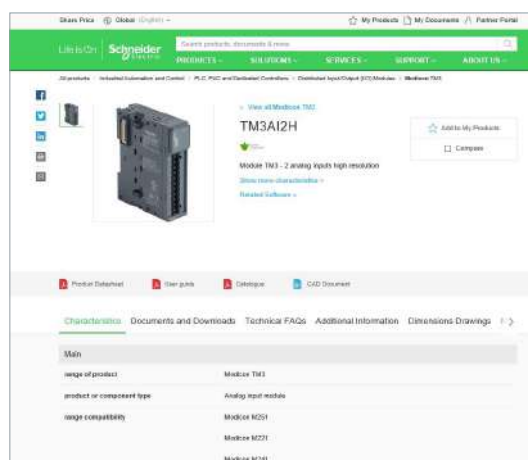 Share Price Global (English) My Products My Documents Partner Portal
Life Is On Schneider Electric
Search products, documents & more
PRODUCTS SOLUTIONS SERVICES SUPPORT ABOUT US
All products Industrial Automation and Control PLC, PAC and Dedicated Controllers Distributed Input/Output (I/O) Modules Modicon TM3
View all Modicon TM3
TM3AI2H
Add to My Products
Compare
Module TM3 - 2 analog inputs high resolution
Show more characteristics
Related Software
Product Datasheet User guide Catalogue CAD Document
Characteristics Documents and Downloads Technical FAQs Additional Information Dimensions Drawings
Main
range of product Modicon TM3
product or component type Analog input module
range compatibility Modicon M251
Modicon M221
Modicon M241